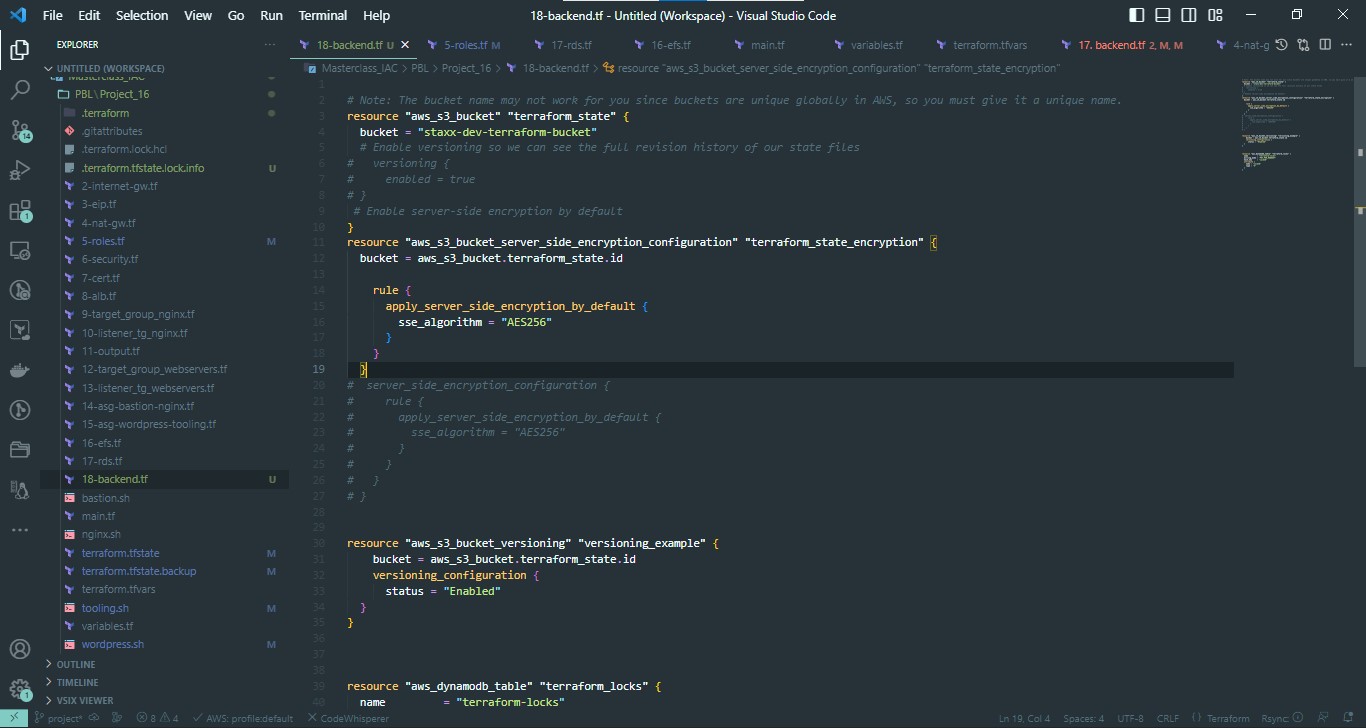 File Edit Selection View Go Run Terminal Help
18-backend.tf - Untitled (Workspace) - Visual Studio Code
EXPLORER
18-backend.tf U
5-roles.tf M
17-rds.tf
16-efs.tf
main.tf
variables.tf
terraform.tfvars
17. backend.tf 2, M, M
4-nat-g
UNTITLED (WORKSPACE)
Masterclass_IAC
PBL \ Project_16
.terraform
.gitattributes
.terraform.lock.hcl
.terraform.tfstate.lock.info U
2-internet-gw.tf
3-eip.tf
4-nat-gw.tf
5-roles.tf M
6-security.tf
7-cert.tf
8-alb.tf
9-target_group_nginx.tf
10-listener_tg_nginx.tf
11-output.tf
12-target_group_webservers.tf
13-listener_tg_webservers.tf
14-asg-bastion-nginx.tf
15-asg-wordpress-tooling.tf
16-efs.tf
17-rds.tf
18-backend.tf U
bastion.sh
main.tf
nginx.sh
terraform.tfstate M
terraform.tfstate.backup M
terraform.tfvars
tooling.sh M
variables.tf
wordpress.sh M
OUTLINE
TIMELINE
VSIX VIEWER
14
1
1
Masterclass_IAC > PBL > Project_16 > 18-backend.tf > resource "aws_s3_bucket_server_side_encryption_configuration" "terraform_state_encryption"
1
2 # Note: The bucket name may not work for you since buckets are unique globally in AWS, so you must give it a unique name.
3 resource "aws_s3_bucket" "terraform_state" {
4 bucket = "staxx-dev-terraform-bucket"
5 # Enable versioning so we can see the full revision history of our state files
6 # versioning {
7 # enabled = true
8 # }
9 # Enable server-side encryption by default
10 }
11 resource "aws_s3_bucket_server_side_encryption_configuration" "terraform_state_encryption" {
12 bucket = aws_s3_bucket.terraform_state.id
13
14 rule {
15 apply_server_side_encryption_by_default {
16 sse_algorithm = "AES256"
17 }
18 }
19 }
20 # server_side_encryption_configuration {
21 # rule {
22 # apply_server_side_encryption_by_default {
23 # sse_algorithm = "AES256"
24 # }
25 # }
26 # }
27 # }
28
29
30 resource "aws_s3_bucket_versioning" "versioning_example" {
31 bucket = aws_s3_bucket.terraform_state.id
32 versioning_configuration {
33 status = "Enabled"
34 }
35 }
36
37
38
39 resource "aws_dynamodb_table" "terraform_locks" {
40 name = "terraform-locks"
project* 8 4 AWS: profile:default CodeWhisperer Ln 19, Col 4 Spaces: 4 UTF-8 CRLF Terraform Rsync: